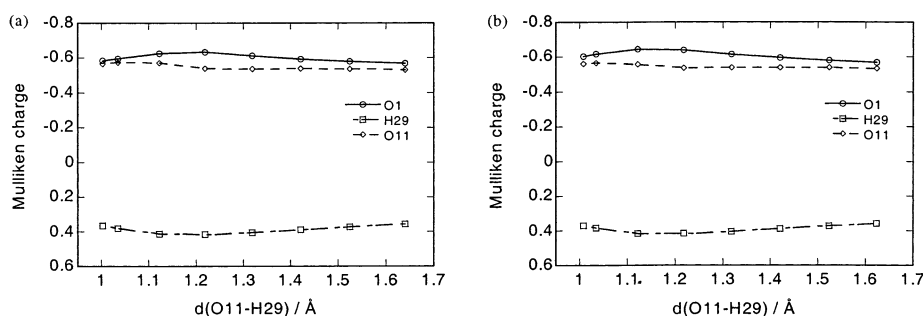 (a)
-0.8
-0.6
-0.4
-0.2
0
0.2
0.4
0.6
Mulliken charge
O1
H29
O11
1
1.1
1.2
1.3
1.4
1.5
1.6
1.7
d(O11-H29) / Å
(b)
-0.8
-0.6
-0.4
-0.2
0
0.2
0.4
0.6
Mulliken charge
O1
H29
O11
1
1.1
1.2
1.3
1.4
1.5
1.6
1.7
d(O11-H29) / Å